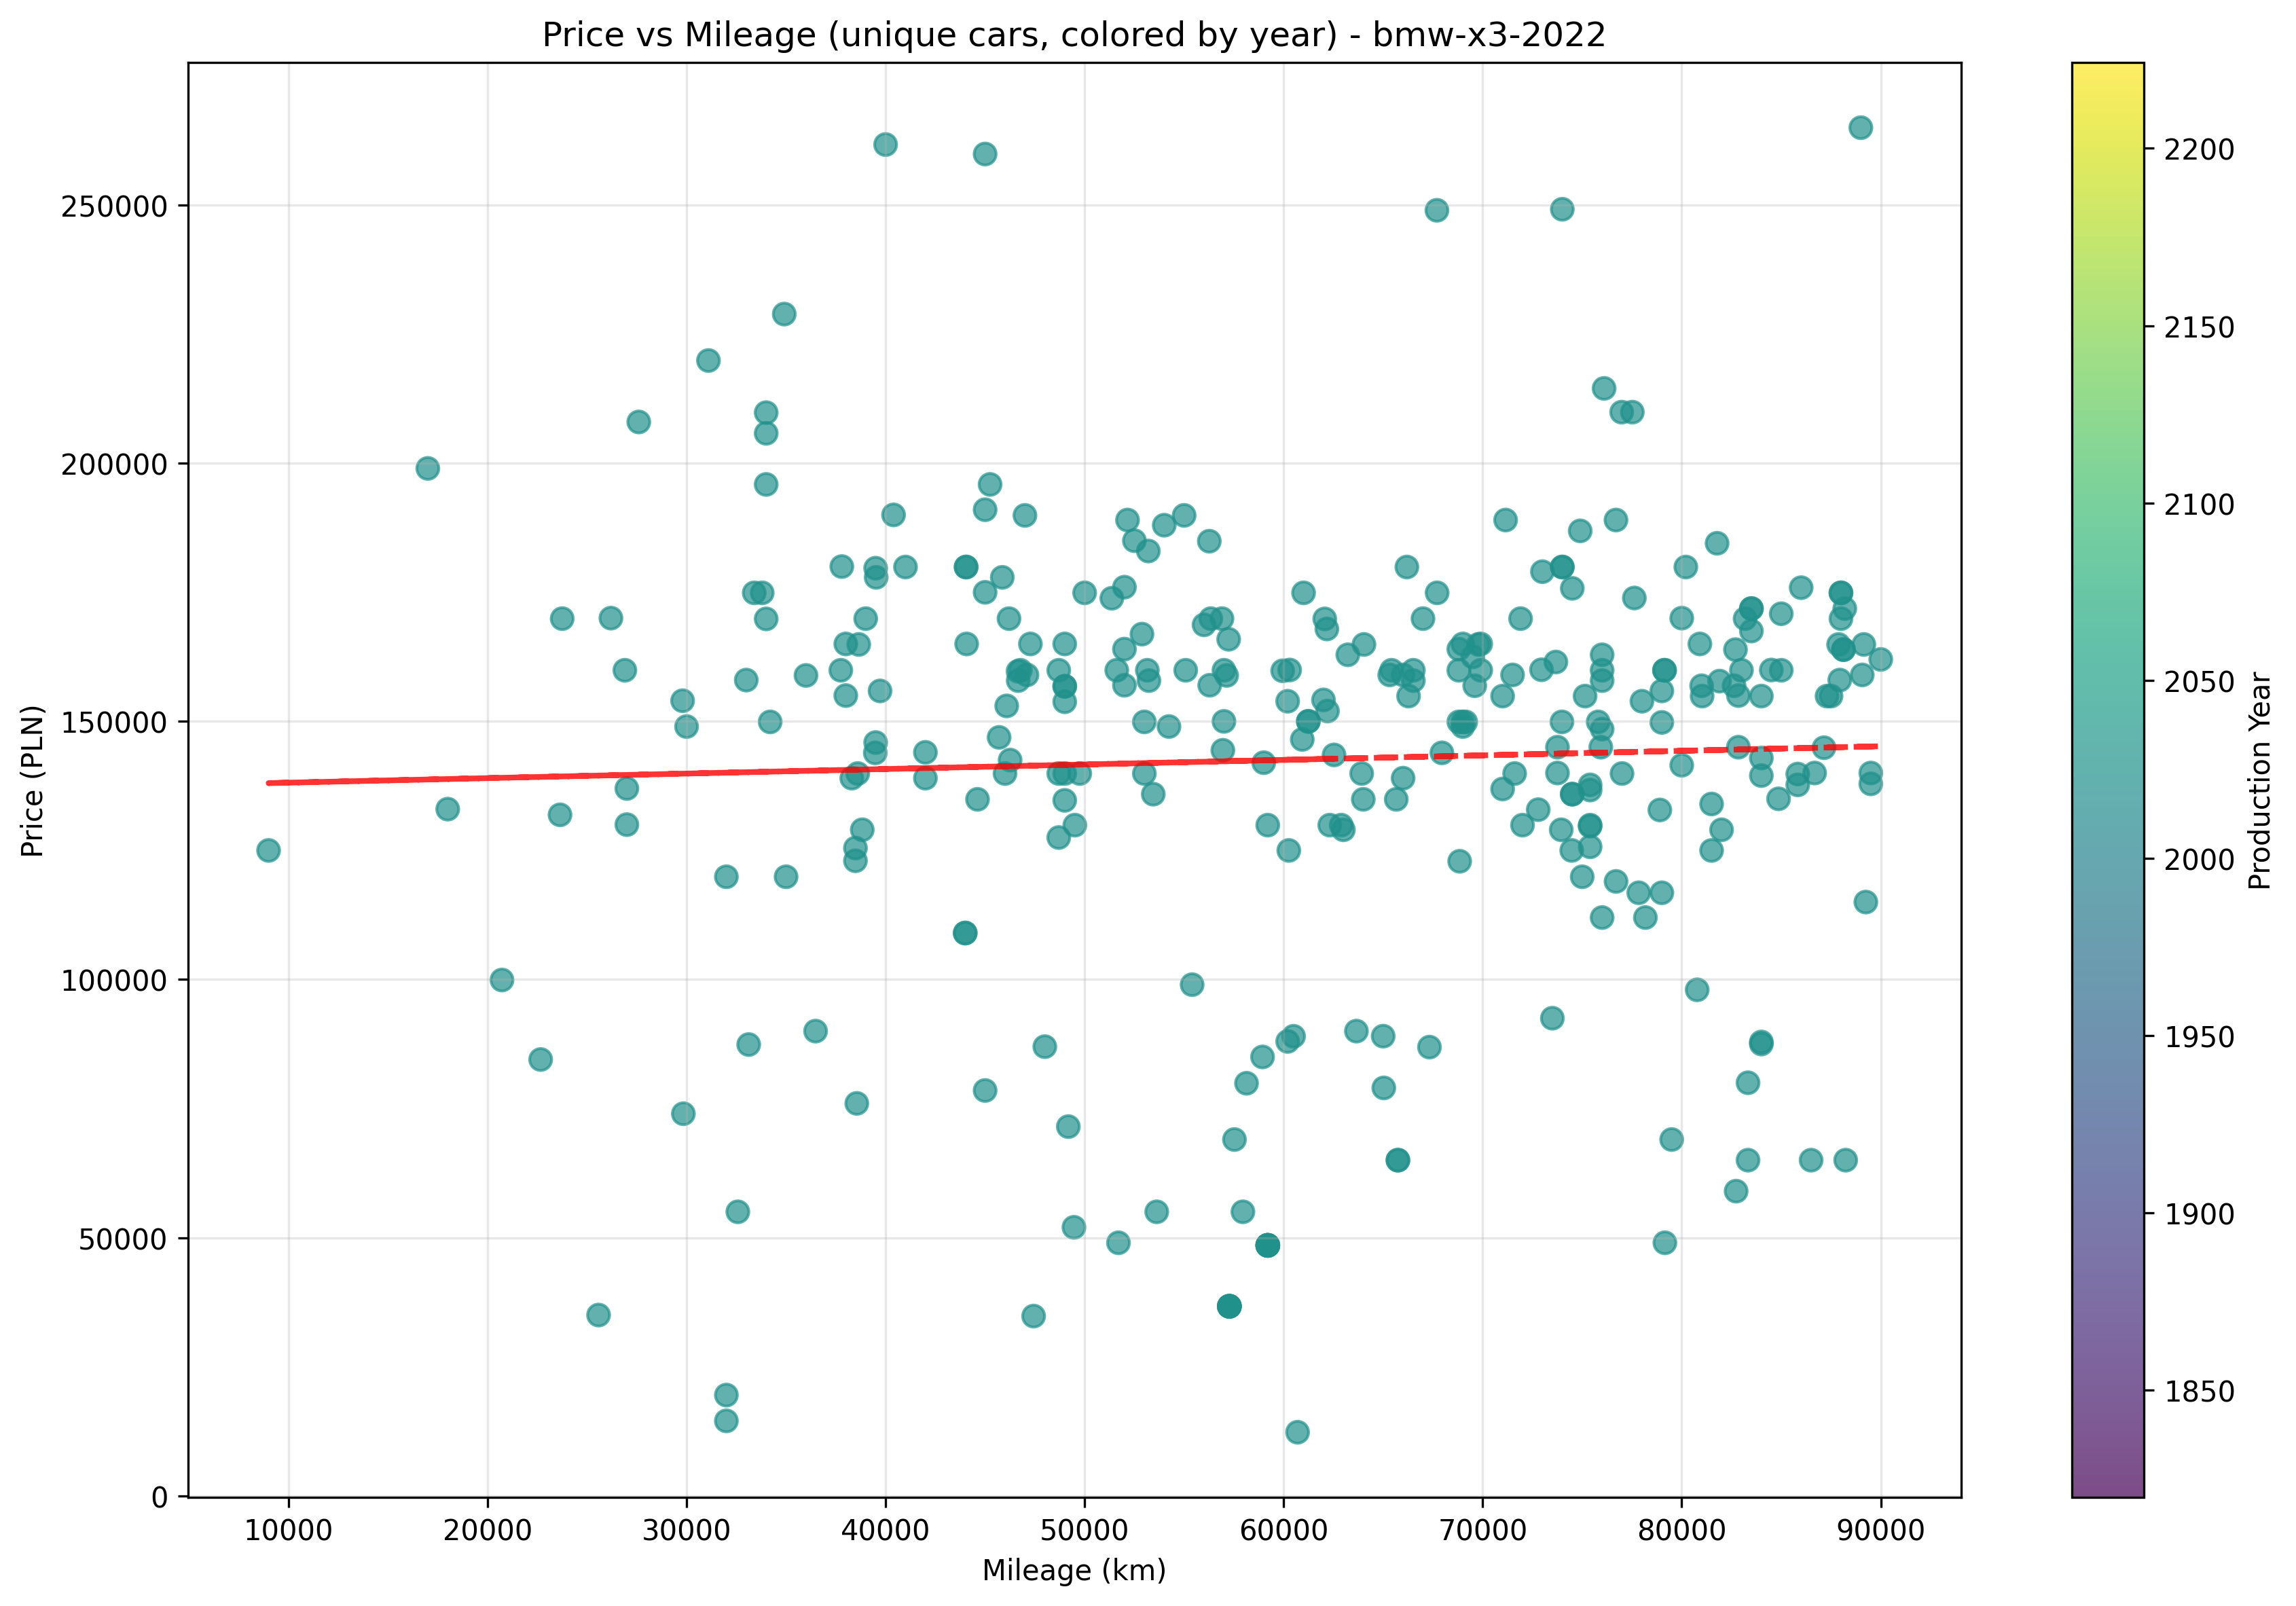 Price vs Mileage (unique cars, colored by year) - bmw-x3-2022
Price (PLN)
250000
200000
150000
100000
50000
0
10000 20000 30000 40000 50000 60000 70000 80000 90000
Mileage (km)
2200
2150
2100
2050
2000
1950
1900
1850
Production Year